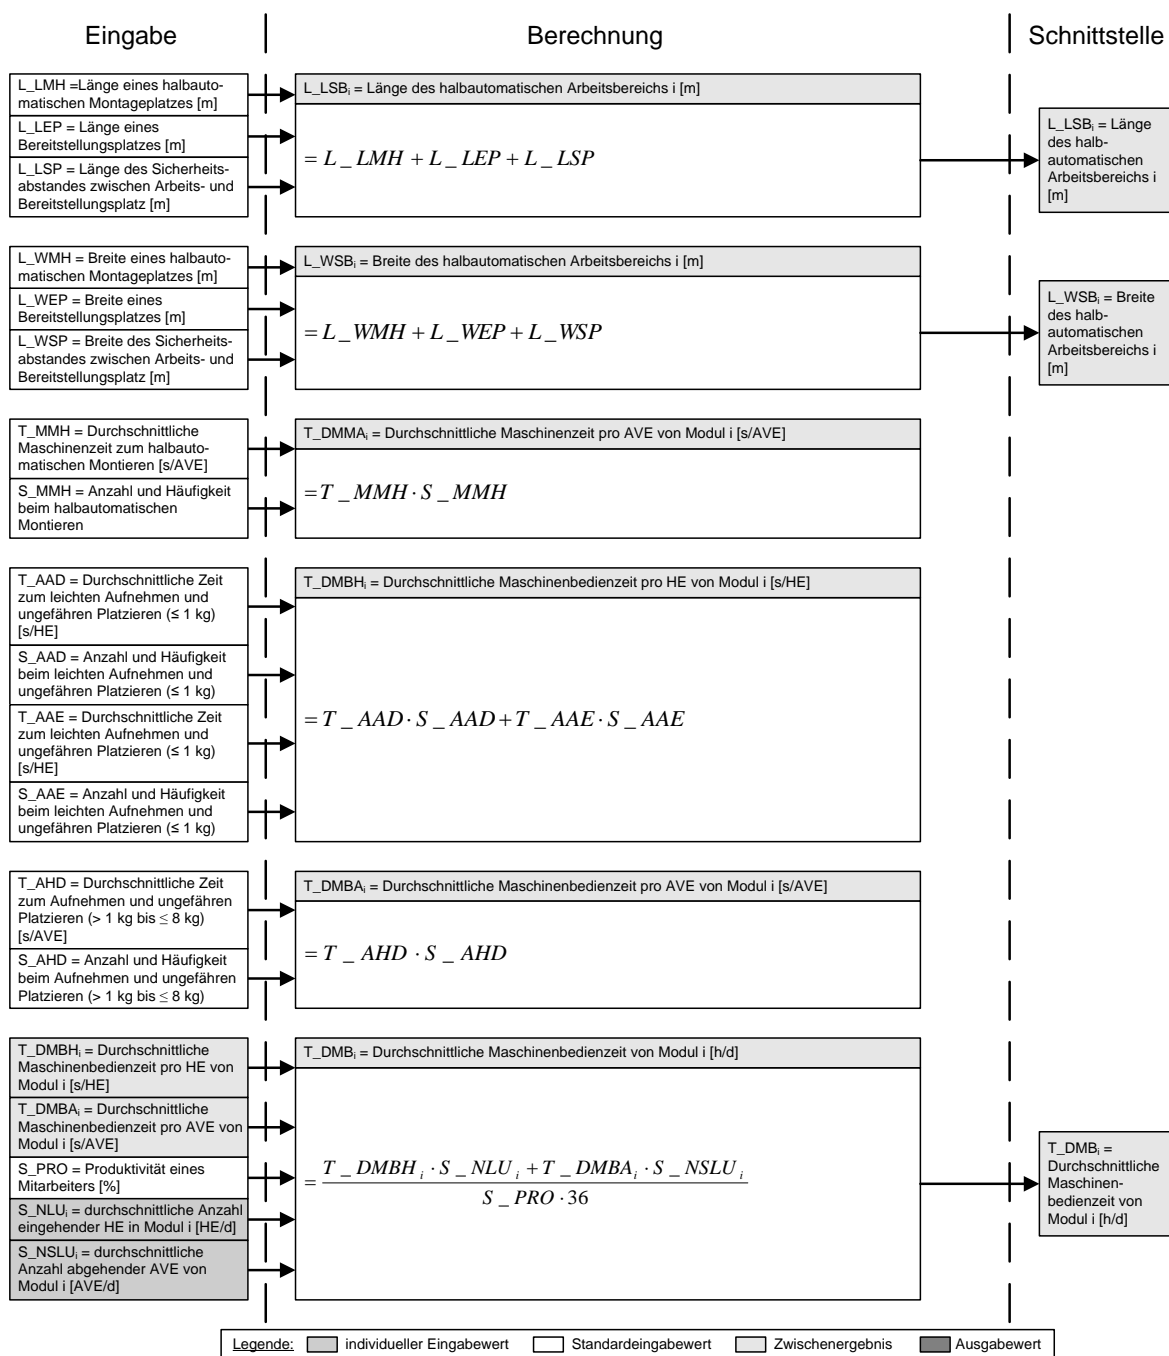 Eingabe
Berechnung
Schnittstelle
L_LMH =Länge eines halbauto-
matischen Montageplatzes [m]
L_LEP = Länge eines
Bereitstellungsplatzes [m]
L_LSP = Länge des Sicherheits-
abstandes zwischen Arbeits- und
Bereitstellungsplatz [m]
L_LSBi = Länge des halbautomatischen Arbeitsbereichs i [m]
= L_LMH + L_LEP + L_LSP
L_LSBi = Länge
des halb-
automatischen
Arbeitsbereichs i
[m]
L_WMH = Breite eines halbauto-
matischen Montageplatzes [m]
L_WEP = Breite eines
Bereitstellungsplatzes [m]
L_WSP = Breite des Sicherheits-
abstandes zwischen Arbeits- und
Bereitstellungsplatz [m]
L_WSBi = Breite des halbautomatischen Arbeitsbereichs i [m]
= L_WMH + L_WEP + L_WSP
L_WSBi = Breite
des halb-
automatischen
Arbeitsbereichs i
[m]
T_MMH = Durchschnittliche
Maschinenzeit zum halbauto-
matischen Montieren [s/AVE]
S_MMH = Anzahl und Häufigkeit
beim halbautomatischen
Montieren
T_DMMAi = Durchschnittliche Maschinenzeit pro AVE von Modul i [s/AVE]
= T_MMH · S_MMH
T_AAD = Durchschnittliche Zeit
zum leichten Aufnehmen und
ungefähren Platzieren (≤ 1 kg)
[s/HE]
S_AAD = Anzahl und Häufigkeit
beim leichten Aufnehmen und
ungefähren Platzieren (≤ 1 kg)
T_AAE = Durchschnittliche Zeit
zum leichten Aufnehmen und
ungefähren Platzieren (≤ 1 kg)
[s/HE]
S_AAE = Anzahl und Häufigkeit
beim leichten Aufnehmen und
ungefähren Platzieren (≤ 1 kg)
T_DMBHi = Durchschnittliche Maschinenbedienzeit pro HE von Modul i [s/HE]
= T_AAD · S_AAD + T_AAE · S_AAE
T_AHD = Durchschnittliche Zeit
zum Aufnehmen und ungefähren
Platzieren (> 1 kg bis ≤ 8 kg)
[s/AVE]
S_AHD = Anzahl und Häufigkeit
beim Aufnehmen und ungefähren
Platzieren (> 1 kg bis ≤ 8 kg)
T_DMBAi = Durchschnittliche Maschinenbedienzeit pro AVE von Modul i [s/AVE]
= T_AHD · S_AHD
T_DMBHi = Durchschnittliche
Maschinenbedienzeit pro HE von
Modul i [s/HE]
T_DMBAi = Durchschnittliche
Maschinenbedienzeit pro AVE von
Modul i [s/AVE]
S_PRO = Produktivität eines
Mitarbeiters [%]
S_NLUi = durchschnittliche Anzahl
eingehender HE in Modul i [HE/d]
S_NSLUi = durchschnittliche
Anzahl abgehender AVE von
Modul i [AVE/d]
T_DMBi = Durchschnittliche Maschinenbedienzeit von Modul i [h/d]
T_DMBHi · S_NLUi + T_DMBAi · S_NSLUi
=
S_PRO · 36
T_DMBi =
Durchschnittliche
Maschinen-
bedienzeit von
Modul i [h/d]
Legende: individueller Eingabewert Standardeingabewert Zwischenergebnis Ausgabewert